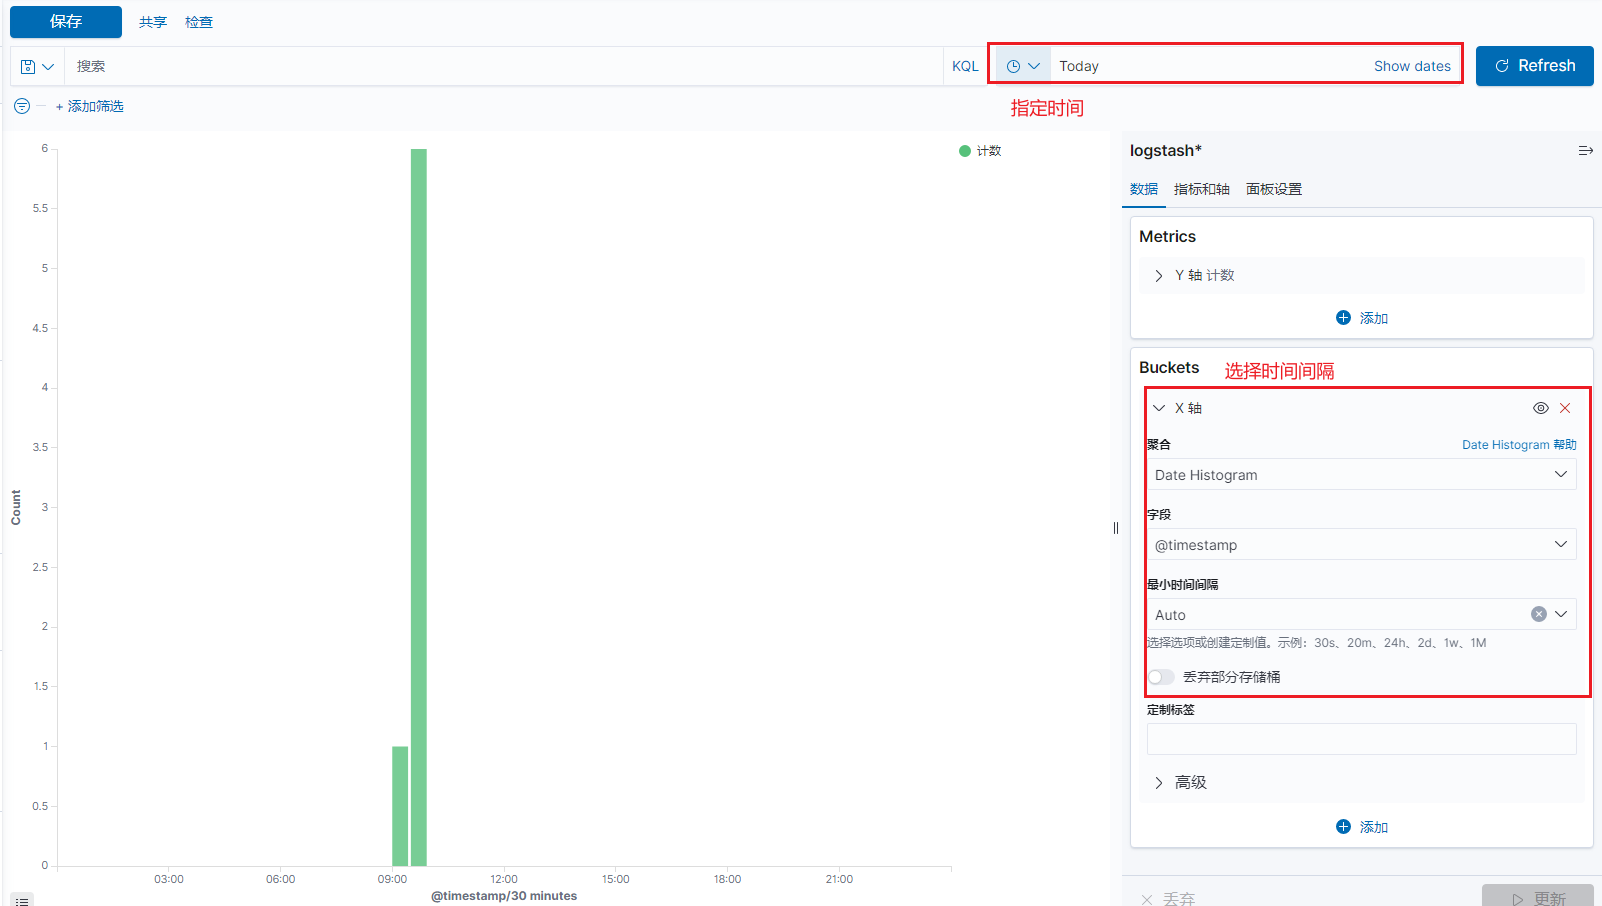 保存 共享 检查
搜索 KQL Today Show dates Refresh
+ 添加筛选
指定时间
计数
6
5.5
5
4.5
4
3.5
3
2.5
2
1.5
1
0.5
0
Count
03:00 06:00 09:00 12:00 15:00 18:00 21:00
@timestamp/30 minutes
logstash*
数据 指标和轴 面板设置
Metrics
Y 轴 计数
添加
Buckets 选择时间间隔
X 轴
聚合 Date Histogram 帮助
Date Histogram
字段
@timestamp
最小时间间隔
Auto
选择选项或创建定制值。示例：30s、20m、24h、2d、1w、1M
丢弃部分存储桶
定制标签
高级
添加
丢弃 更新